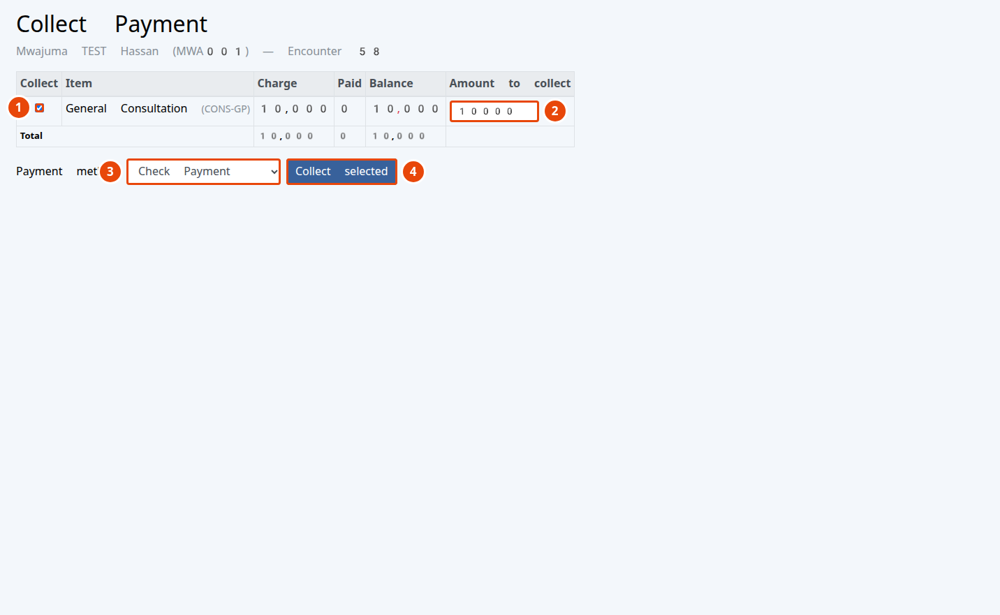 Collect Payment
Mwajuma TEST Hassan (MWA001) — Encounter 58
Collect Item Charge Paid Balance Amount to collect
1 General Consultation (CONS-GP) 10,000 0 10,000 10000 2
Total 10,000 0 10,000
Payment 3 Check Payment Collect selected 4